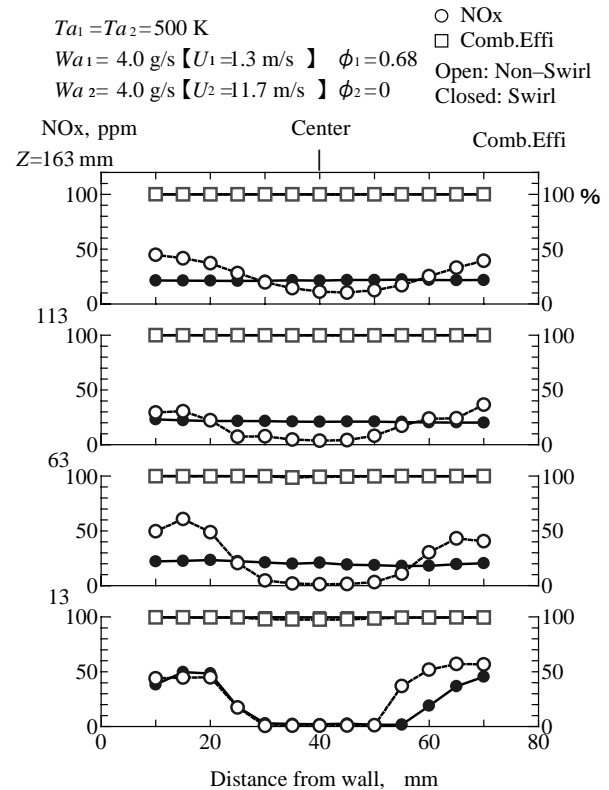 Ta1 =Ta2 = 500 K
Wa1 = 4.0 g/s【U1 =1.3 m/s 】 ϕ1 = 0.68
Wa2 = 4.0 g/s【U2 =11.7 m/s 】 ϕ2 = 0
○ NOx
□ Comb.Effi
Open: Non–Swirl
Closed: Swirl
NOx, ppm
Center
Comb.Effi
Z=163 mm
100
50
0
100 %
50
0
113
100
50
0
100
50
0
63
100
50
0
100
50
0
13
100
50
0
100
50
0
0 20 40 60 80
Distance from wall, mm